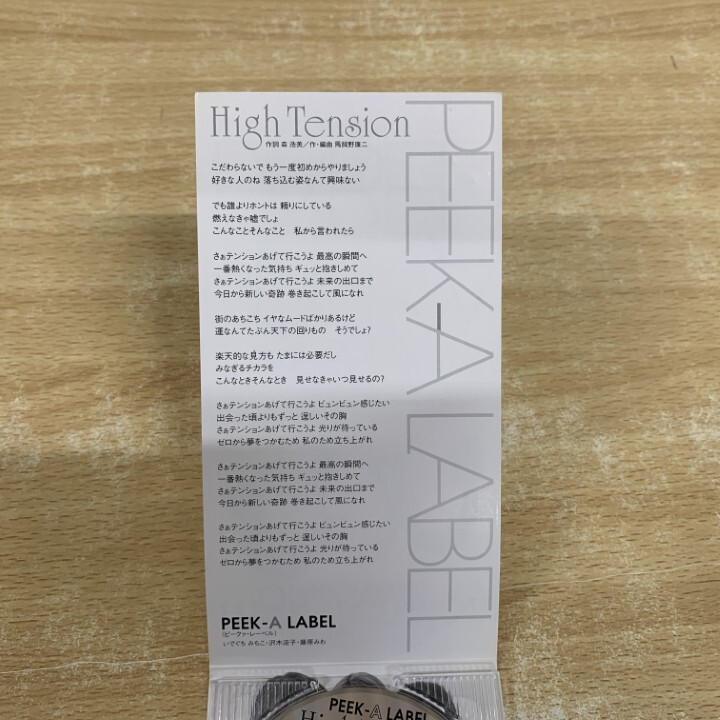 High Tension
作詞 森 浩美／作・編曲 馬飼野康二
PEEK-A LABEL
こだわらないで もう一度初めからやりましょう
好きな人のね 落ち込む姿なんて興味ない
でも誰よりホントは 頼りにしている
燃えなきゃ嘘でしょ
こんなことそんなこと 私から言われたら
さぁテンションあげて行こうよ 最高の瞬間へ
一番熱くなった気持ち ギュッと抱きしめて
さぁテンションあげて行こうよ 未来の出口まで
今日から新しい奇跡 巻き起こして風になれ
街のあちこち イヤなムードばかりあるけど
運なんてたぶん天下の回りもの そうでしょ?
楽天的な見方も たまには必要だし
みなぎるチカラを
こんなときそんなとき 見せなきゃいつ見せるの?
さぁテンションあげて行こうよ ビュンビュン感じたい
出会った頃よりもずっと 逞しいその胸
さぁテンションあげて行こうよ 光りが待っている
ゼロから夢をつかむため 私のため立ち上がれ
さぁテンションあげて行こうよ 最高の瞬間へ
一番熱くなった気持ち ギュッと抱きしめて
さぁテンションあげて行こうよ 未来の出口まで
今日から新しい奇跡 巻き起こして風になれ
さぁテンションあげて行こうよ ビュンビュン感じたい
出会った頃よりもずっと 逞しいその胸
さぁテンションあげて行こうよ 光りが待っている
ゼロから夢をつかむため 私のため立ち上がれ
PEEK-A LABEL
(ピークァ・レーベル)
いでぐち みちこ・沢木涼子・藤原みわ
PEEK-A LABEL